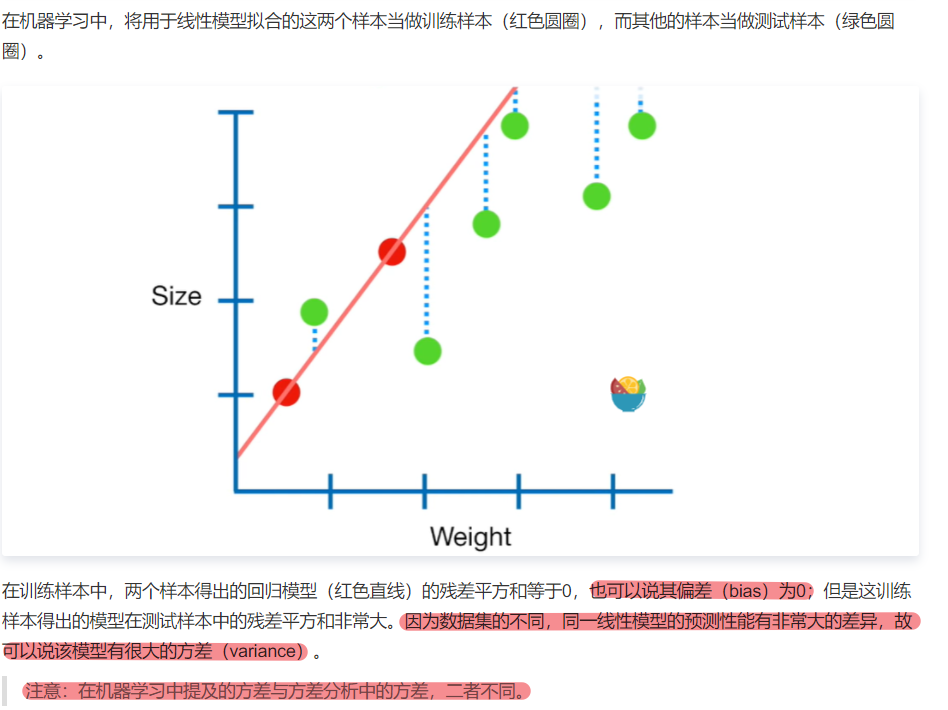 在机器学习中，将用于线性模型拟合的这两个样本当做训练样本（红色圆圈），而其他的样本当做测试样本（绿色圆
圈）。
Size
Weight
在训练样本中，两个样本得出的回归模型（红色直线）的残差平方和等于0，也可以说其偏差（bias）为0；但是这训练
样本得出的模型在测试样本中的残差平方和非常大。因为数据集的不同，同一线性模型的预测性能有非常大的差异，故
可以说该模型有很大的方差（variance）。
注意：在机器学习中提及的方差与方差分析中的方差，二者不同。